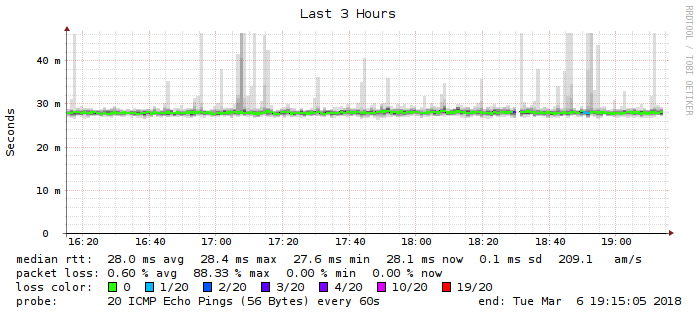 Last 3 Hours
RRDTOOL / TOBI OETIKER
Seconds
40 m
30 m
20 m
10 m
0
16:20 16:40 17:00 17:20 17:40 18:00 18:20 18:40 19:00
median rtt: 28.0 ms avg 28.4 ms max 27.6 ms min 28.1 ms now 0.1 ms sd 209.1 am/s
packet loss: 0.60 % avg 88.33 % max 0.00 % min 0.00 % now
loss color: 0 1/20 2/20 3/20 4/20 10/20 19/20
probe: 20 ICMP Echo Pings (56 Bytes) every 60s end: Tue Mar 6 19:15:05 2018